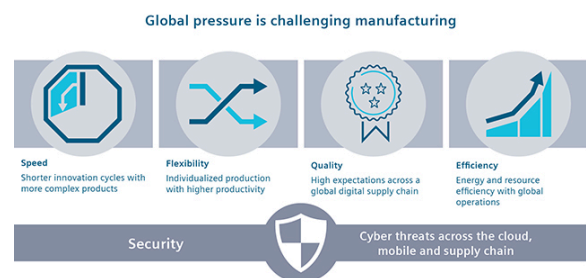 Global pressure is challenging manufacturing
Speed
Shorter innovation cycles with
more complex products
Flexibility
Individualized production
with higher productivity
Quality
High expectations across a
global digital supply chain
Efficiency
Energy and resource
efficiency with global
operations
Security
Cyber threats across the cloud,
mobile and supply chain